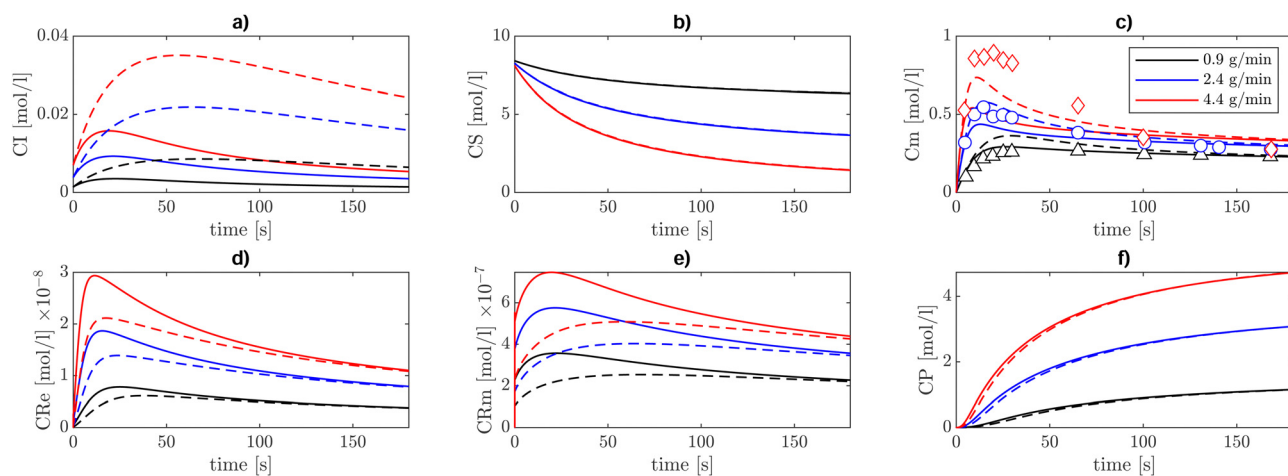 a)
0.04
0.02
0
CI [mol/l]
0 50 100 150
time [s]
b)
10
5
0
CS [mol/l]
0 50 100 150
time [s]
c)
1
0.5
0
Cm [mol/l]
0.9 g/min
2.4 g/min
4.4 g/min
0 50 100 150
time [s]
d)
3
2
1
0
CRe [mol/l] ×10⁻⁸
0 50 100 150
time [s]
e)
6
4
2
0
CRm [mol/l] ×10⁻⁷
0 50 100 150
time [s]
f)
4
2
0
CP [mol/l]
0 50 100 150
time [s]